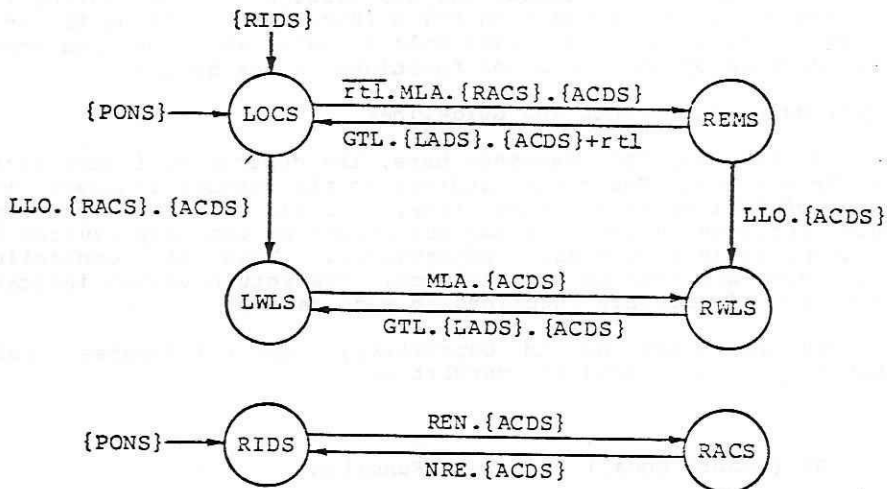 {RIDS}
rtl.MLA.{RACS}.{ACDS}
{PONS} LOCS REMS
GTL.{LADS}.{ACDS}+rtl
LLO.{RACS}.{ACDS} LLO.{ACDS}
MLA.{ACDS}
LWLS RWLS
GTL.{LADS}.{ACDS}
REN.{ACDS}
{PONS} RIDS RACS
NRE.{ACDS}